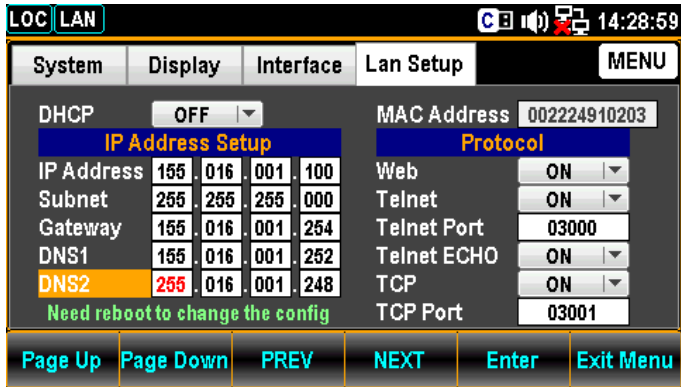 LOC LAN C 14:28:59
System Display Interface Lan Setup MENU
DHCP OFF MAC Address 002224910203
IP Address Setup Protocol
IP Address 155 . 016 . 001 . 100 Web ON
Subnet 255 . 255 . 255 . 000 Telnet ON
Gateway 155 . 016 . 001 . 254 Telnet Port 03000
DNS1 155 . 016 . 001 . 252 Telnet ECHO ON
DNS2 255 . 016 . 001 . 248 TCP ON
Need reboot to change the config TCP Port 03001
Page Up Page Down PREV NEXT Enter Exit Menu